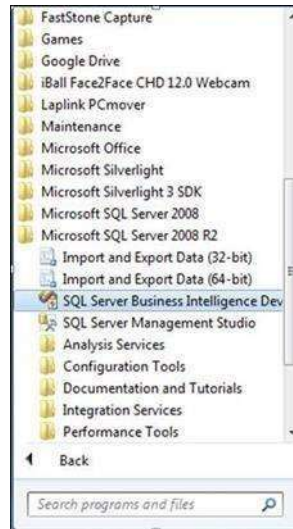 FastStone Capture
Games
Google Drive
iBall Face2Face CHD 12.0 Webcam
Laplink PCmover
Maintenance
Microsoft Office
Microsoft Silverlight
Microsoft Silverlight 3 SDK
Microsoft SQL Server 2008
Microsoft SQL Server 2008 R2
Import and Export Data (32-bit)
Import and Export Data (64-bit)
SQL Server Business Intelligence Dev
SQL Server Management Studio
Analysis Services
Configuration Tools
Documentation and Tutorials
Integration Services
Performance Tools
Back
Search programs and files